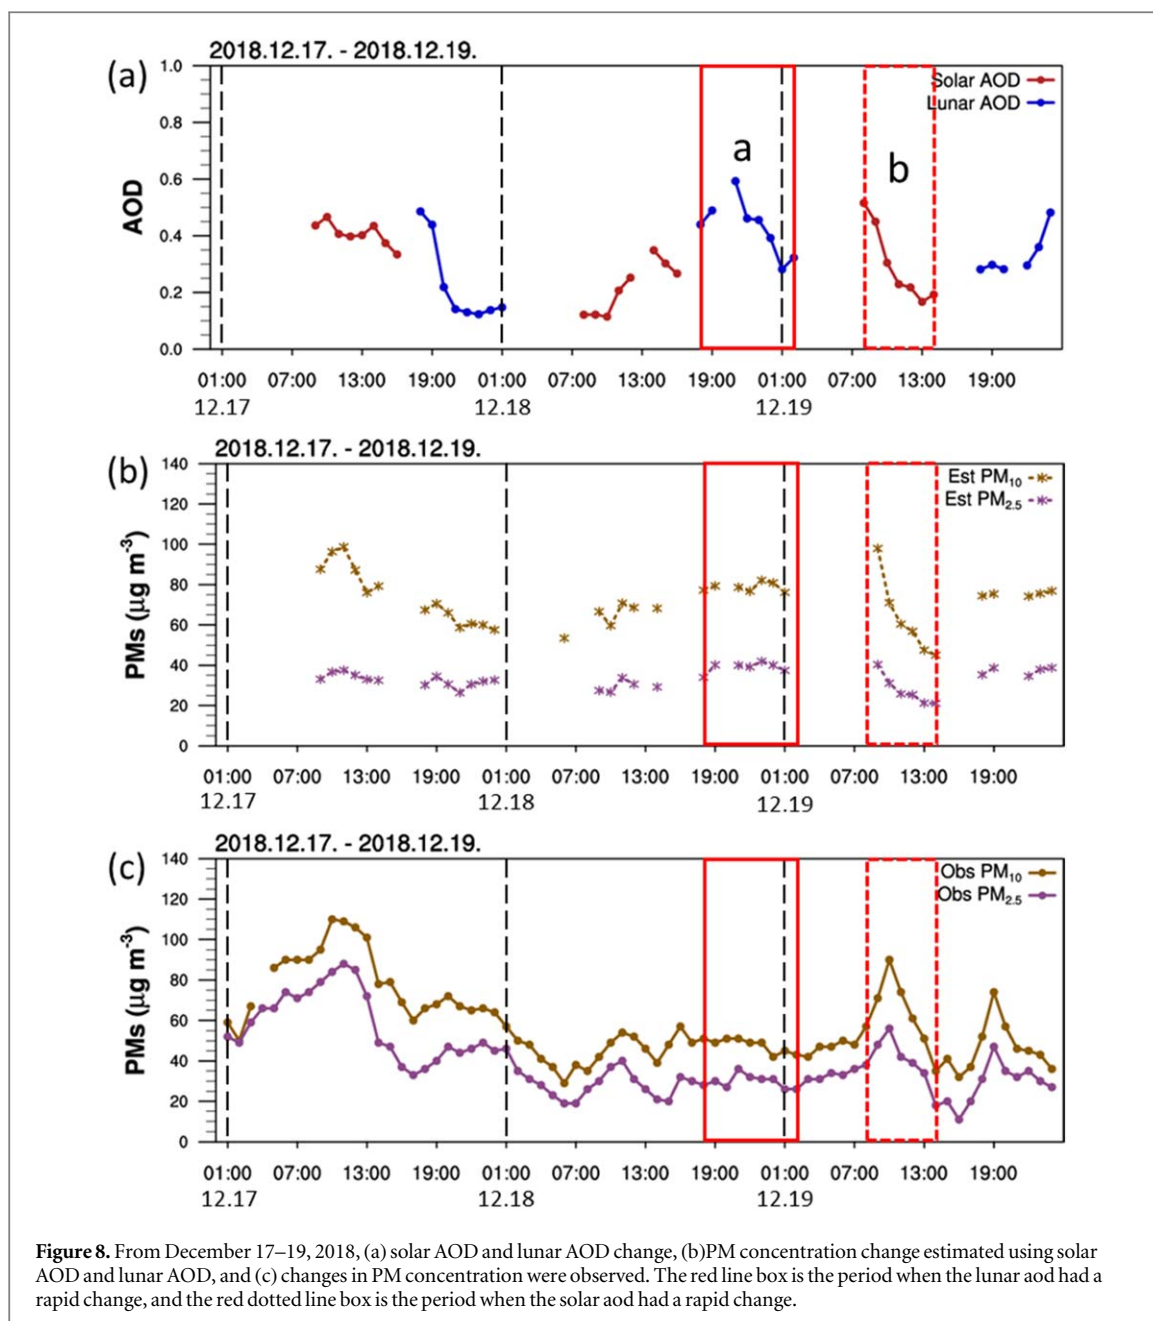 2018.12.17. - 2018.12.19.
(a)
1.0
0.8
0.6
0.4
0.2
0.0
AOD
Solar AOD
Lunar AOD
a
b
01:00 07:00 13:00 19:00 01:00 07:00 13:00 19:00 01:00 07:00 13:00 19:00
12.17 12.18 12.19
2018.12.17. - 2018.12.19.
(b)
140
120
100
80
60
40
20
0
PMs (μg m-3)
Est PM10
Est PM2.5
01:00 07:00 13:00 19:00 01:00 07:00 13:00 19:00 01:00 07:00 13:00 19:00
12.17 12.18 12.19
2018.12.17. - 2018.12.19.
(c)
140
120
100
80
60
40
20
0
PMs (μg m-3)
Obs PM10
Obs PM2.5
01:00 07:00 13:00 19:00 01:00 07:00 13:00 19:00 01:00 07:00 13:00 19:00
12.17 12.18 12.19
Figure 8. From December 17–19, 2018, (a) solar AOD and lunar AOD change, (b)PM concentration change estimated using solar
AOD and lunar AOD, and (c) changes in PM concentration were observed. The red line box is the period when the lunar aod had a
rapid change, and the red dotted line box is the period when the solar aod had a rapid change.